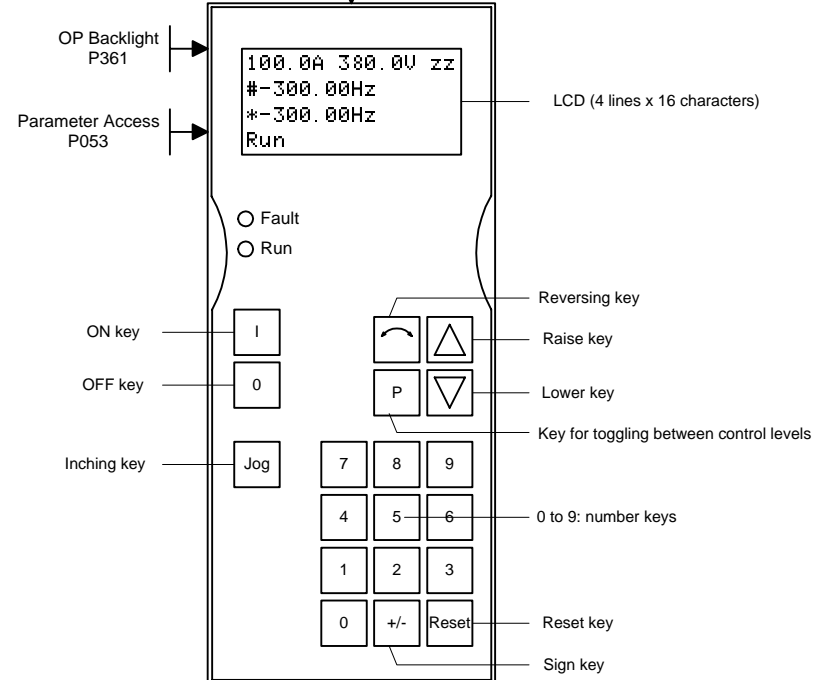 OP Backlight
P361
Parameter Access
P053
100.0A 380.0V zz
#-300.00Hz
*-300.00Hz
Run
LCD (4 lines x 16 characters)
Fault
Run
Reversing key
ON key
I
Raise key
OFF key
0
P
Lower key
Key for toggling between control levels
Inching key
Jog
7
8
9
4
5
6
0 to 9: number keys
1
2
3
0
+/-
Reset
Reset key
Sign key